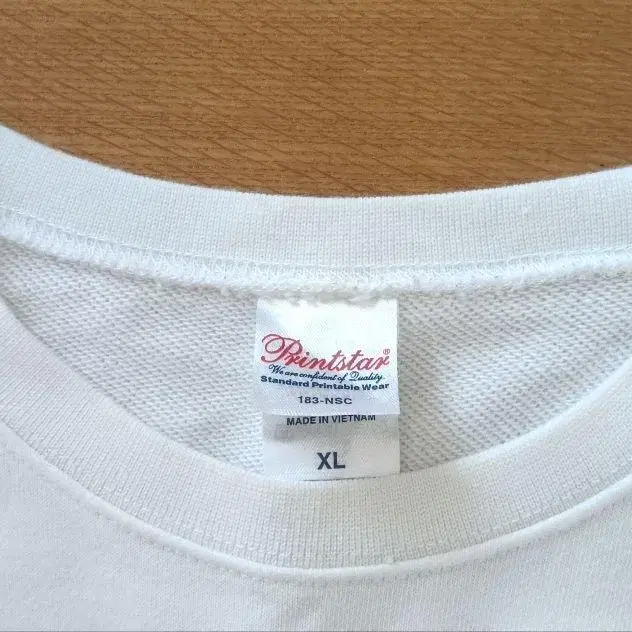 Printstar®
We are confident of Quality.
Standard Printable Wear
183-NSC
MADE IN VIETNAM
XL